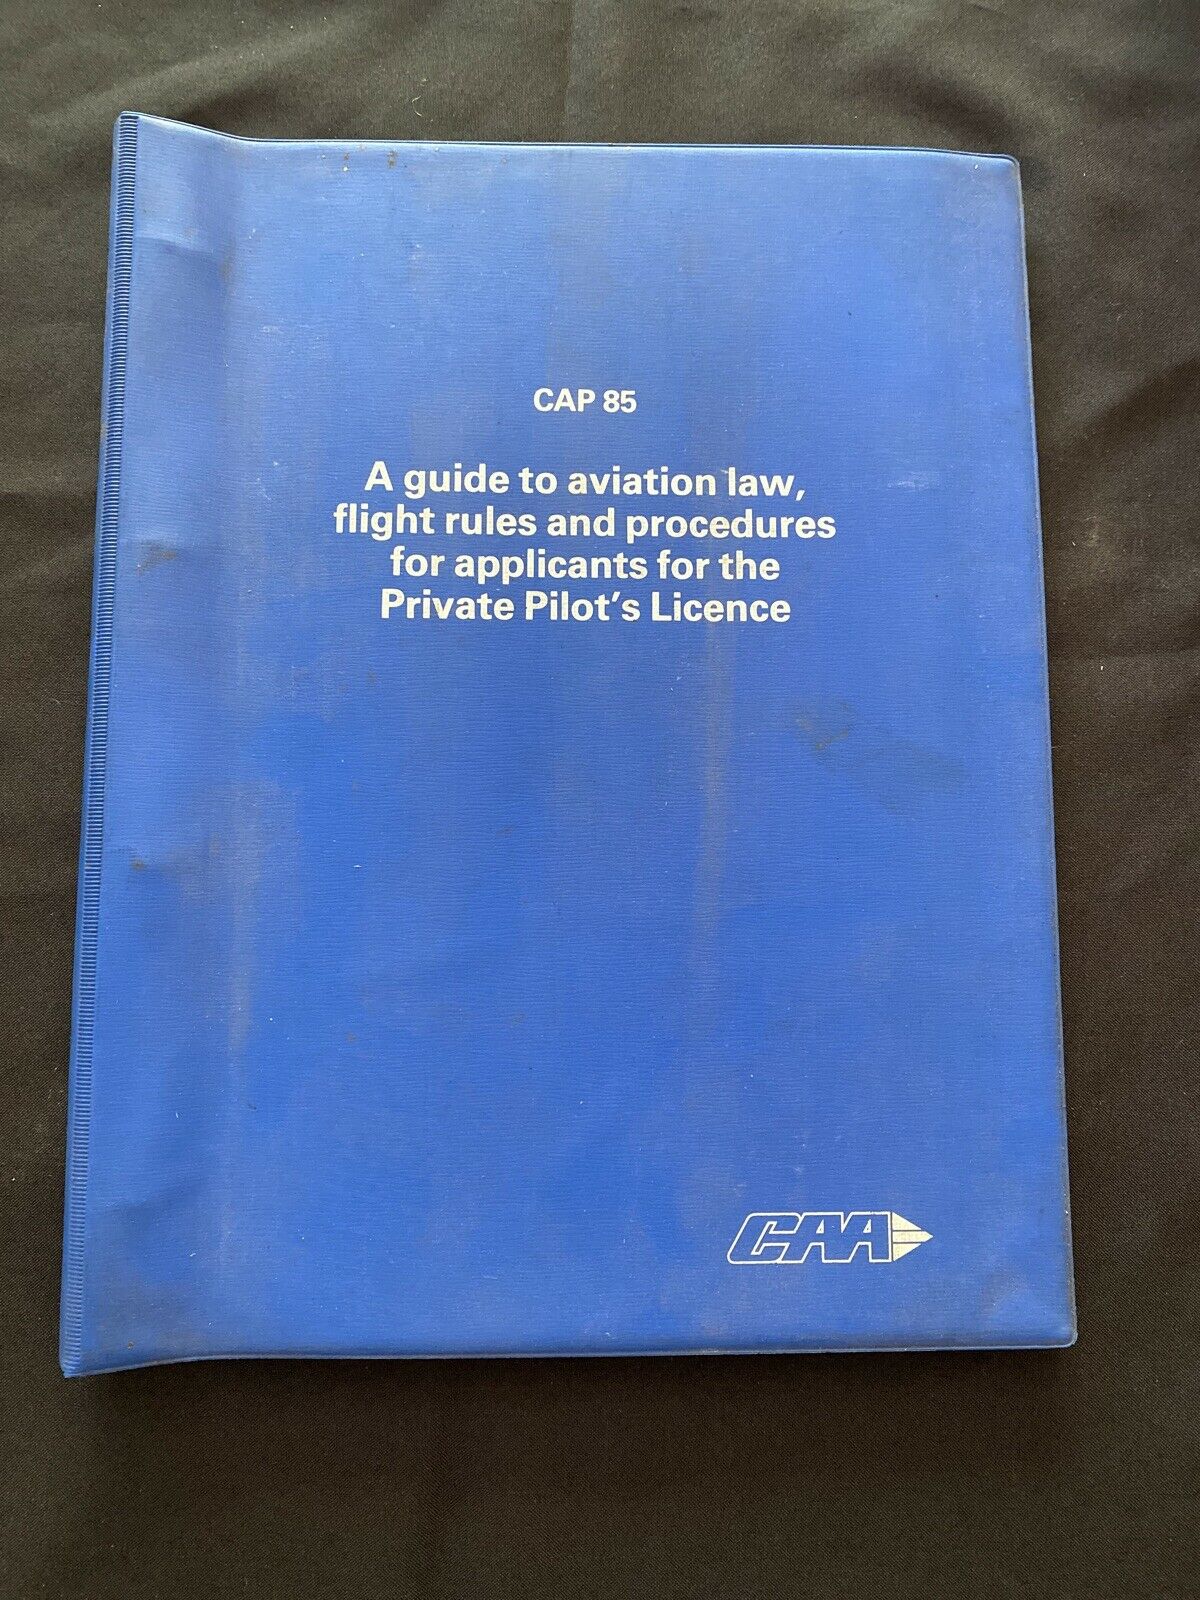 CAP 85
A guide to aviation law,
flight rules and procedures
for applicants for the
Private Pilot's Licence
CAA